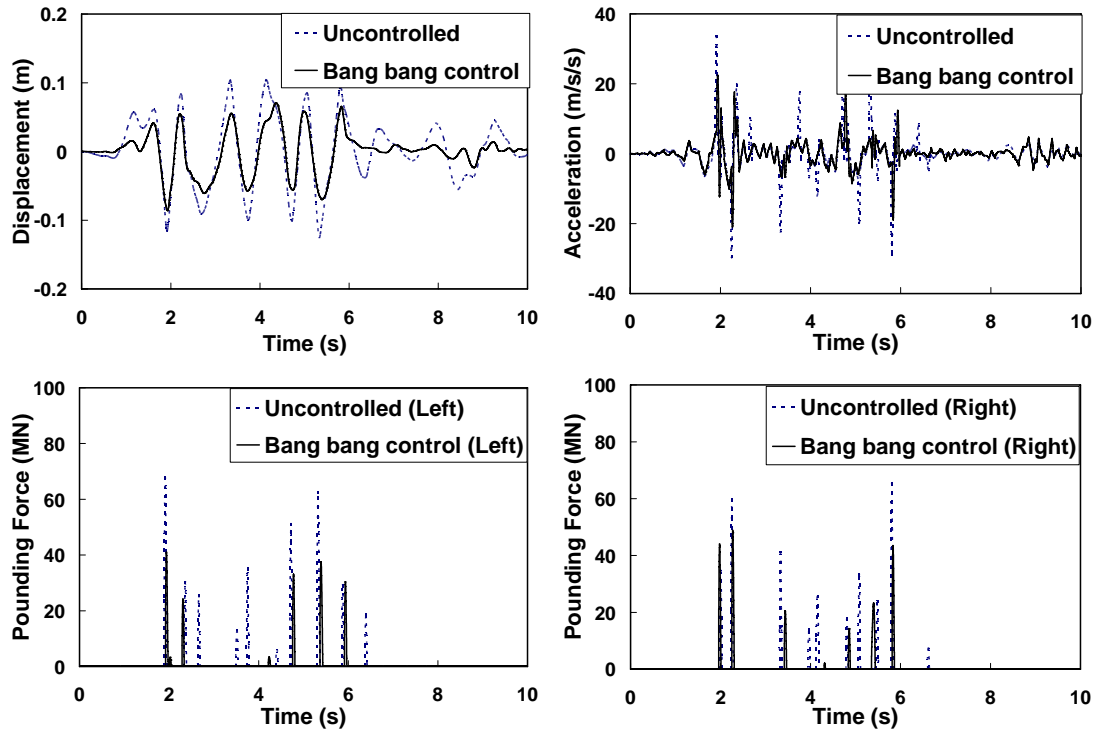 0.2
0.1
0
-0.1
-0.2
Displacement (m)
Uncontrolled
Bang bang control
0 2 4 6 8 10
Time (s)
40
20
0
-20
-40
Acceleration (m/s/s)
Uncontrolled
Bang bang control
0 2 4 6 8 10
Time (s)
100
80
60
40
20
0
Pounding Force (MN)
Uncontrolled (Left)
Bang bang control (Left)
0 2 4 6 8 10
Time (s)
100
80
60
40
20
0
Pounding Force (MN)
Uncontrolled (Right)
Bang bang control (Right)
0 2 4 6 8 10
Time (s)